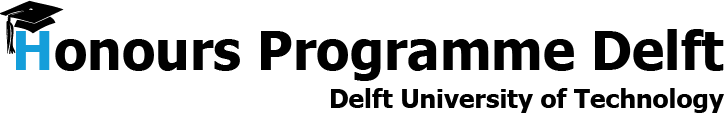 Honours Programme Delft
Delft University of Technology